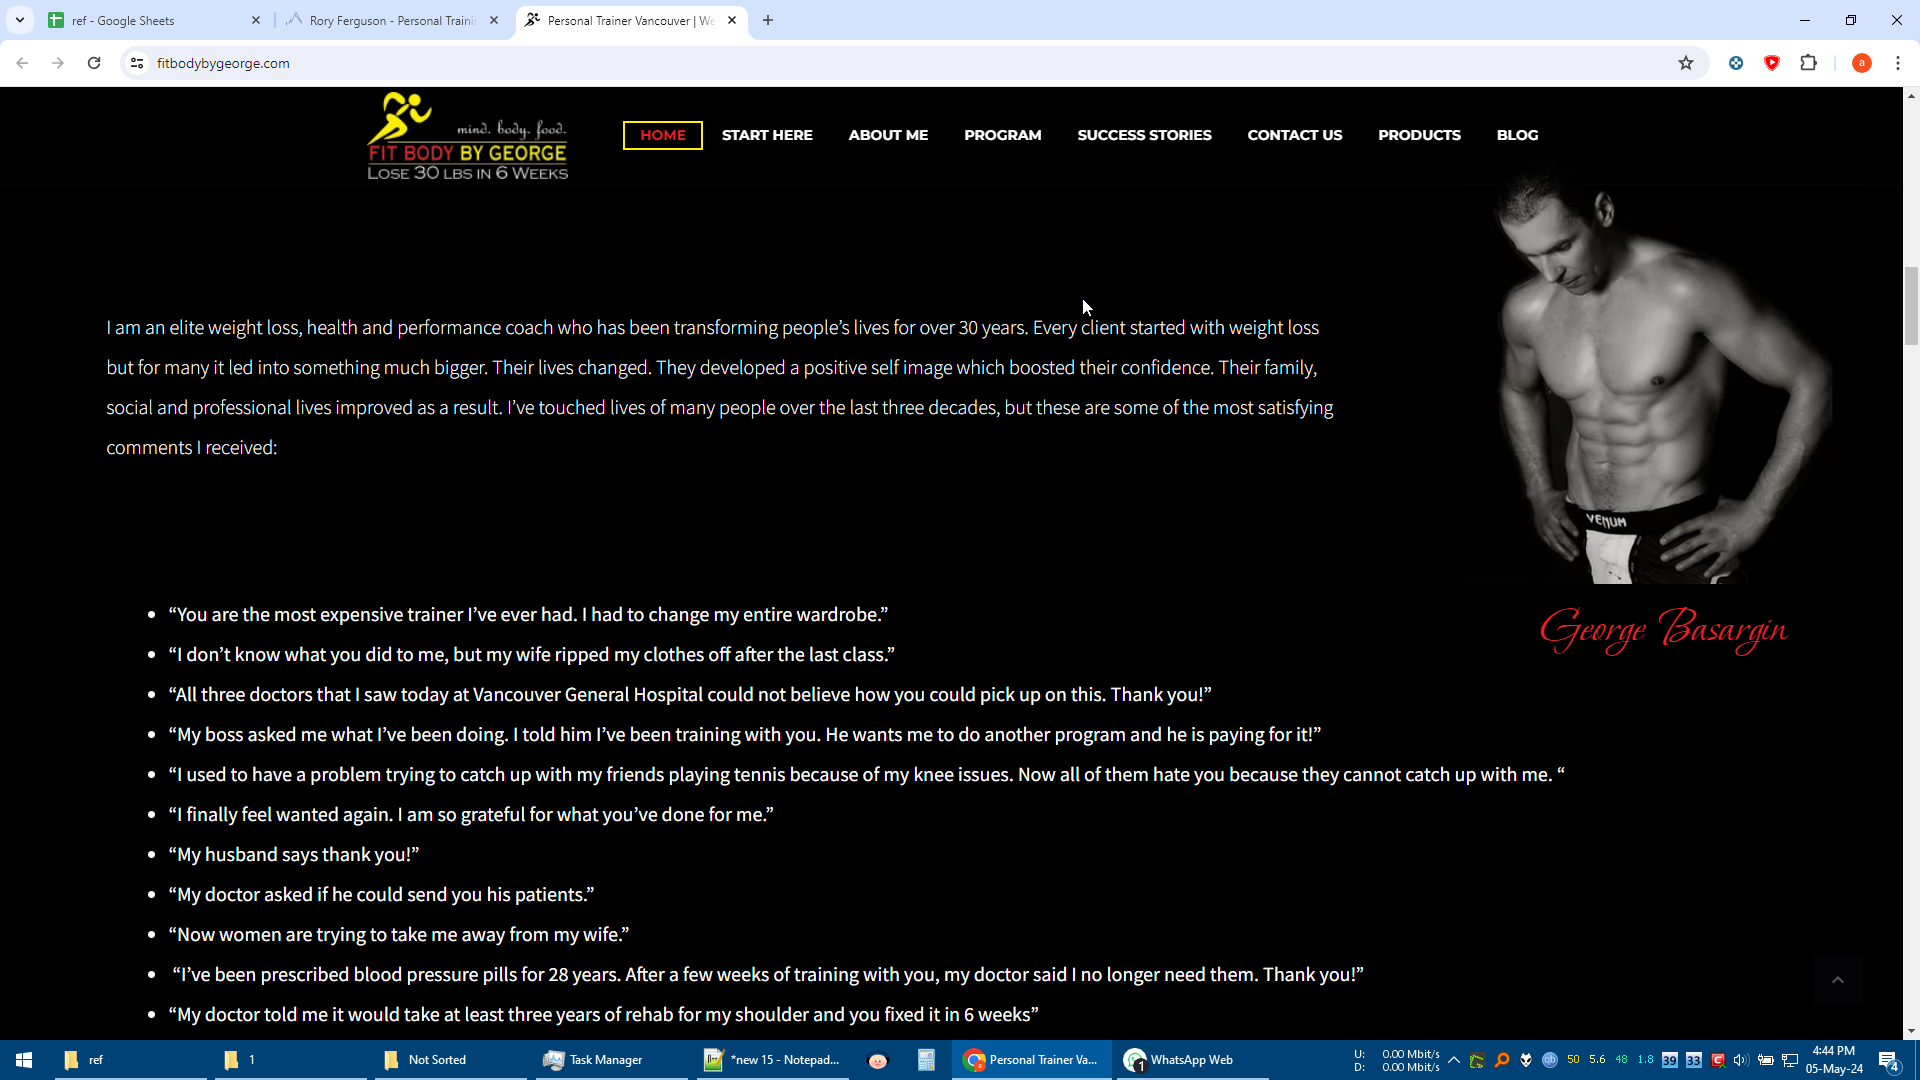 ref - Google Sheets
Rory Ferguson - Personal Traini
Personal Trainer Vancouver | We
fitbodybygeorge.com
a
mind. body. food.
FIT BODY BY GEORGE
LOSE 30 LBS IN 6 WEEKS
HOME
START HERE
ABOUT ME
PROGRAM
SUCCESS STORIES
CONTACT US
PRODUCTS
BLOG
I am an elite weight loss, health and performance coach who has been transforming people’s lives for over 30 years. Every client started with weight loss
but for many it led into something much bigger. Their lives changed. They developed a positive self image which boosted their confidence. Their family,
social and professional lives improved as a result. I’ve touched lives of many people over the last three decades, but these are some of the most satisfying
comments I received:
VENUM
George Basargin
• “You are the most expensive trainer I’ve ever had. I had to change my entire wardrobe.”
• “I don’t know what you did to me, but my wife ripped my clothes off after the last class.”
• “All three doctors that I saw today at Vancouver General Hospital could not believe how you could pick up on this. Thank you!”
• “My boss asked me what I’ve been doing. I told him I’ve been training with you. He wants me to do another program and he is paying for it!”
• “I used to have a problem trying to catch up with my friends playing tennis because of my knee issues. Now all of them hate you because they cannot catch up with me. “
• “I finally feel wanted again. I am so grateful for what you’ve done for me.”
• “My husband says thank you!”
• “My doctor asked if he could send you his patients.”
• “Now women are trying to take me away from my wife.”
• “I’ve been prescribed blood pressure pills for 28 years. After a few weeks of training with you, my doctor said I no longer need them. Thank you!”
• “My doctor told me it would take at least three years of rehab for my shoulder and you fixed it in 6 weeks”
ref
1
Not Sorted
Task Manager
*new 15 - Notepad...
Personal Trainer Va...
1
WhatsApp Web
U: 0.00 Mbit/s
D: 0.00 Mbit/s
50 5.6 48 1.8 39 33
4:44 PM
05-May-24
4